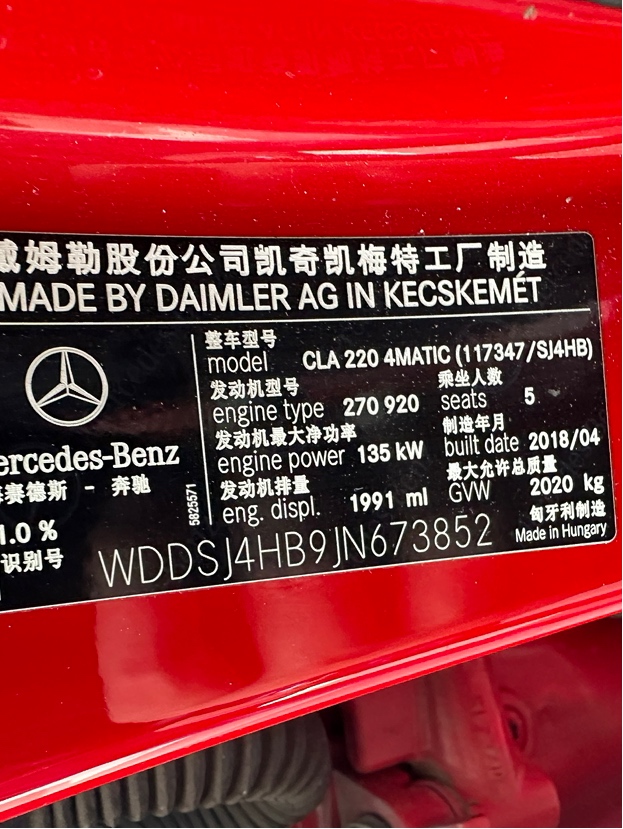 戴姆勒股份公司凯奇凯梅特工厂制造
MADE BY DAIMLER AG IN KECSKEMÉT
整车型号
model CLA 220 4MATIC (117347/SJ4HB)
发动机型号
engine type 270 920
乘坐人数
seats 5
发动机最大净功率
engine power 135 kW
制造年月
built date 2018/04
发动机排量
eng. displ. 1991 ml
最大允许总质量
GVW 2020 kg
ercedes-Benz
赛德斯 - 奔驰
5825571
1.0 %
识别号
WDDSJ4HB9JN673852
匈牙利制造
Made in Hungary